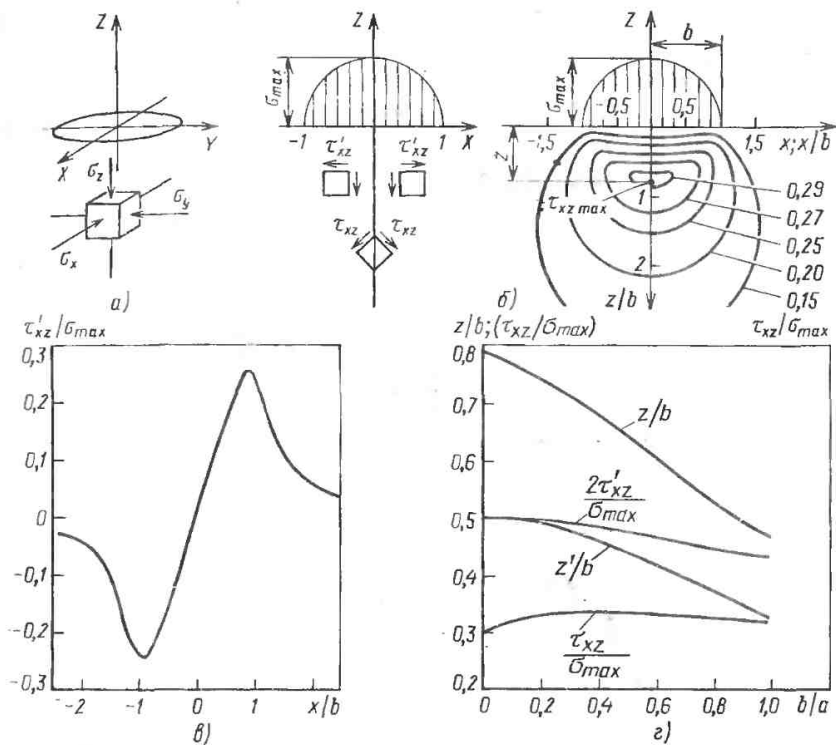 Z
Y
X
σz
σy
σx
а)
Z
σmax
-1
1
X
τ'xz
τ'xz
τxz
τxz
Z
b
σmax
-0,5
0,5
-1,5
1,5
x; x/b
z
τxz max
1
2
0,29
0,27
0,25
0,20
0,15
б)
z/b
τxz/σmax
τ'xz/σmax
0,3
0,2
0,1
0
-0,1
-0,2
-0,3
-2
-1
0
1
x/b
в)
z/b; (τxz/σmax)
0,8
0,7
0,6
0,5
0,4
0,3
0,2
z/b
2τ'xz
σmax
z'/b
τxz
σmax
0
0,2
0,4
0,6
0,8
1,0
b/a
г)